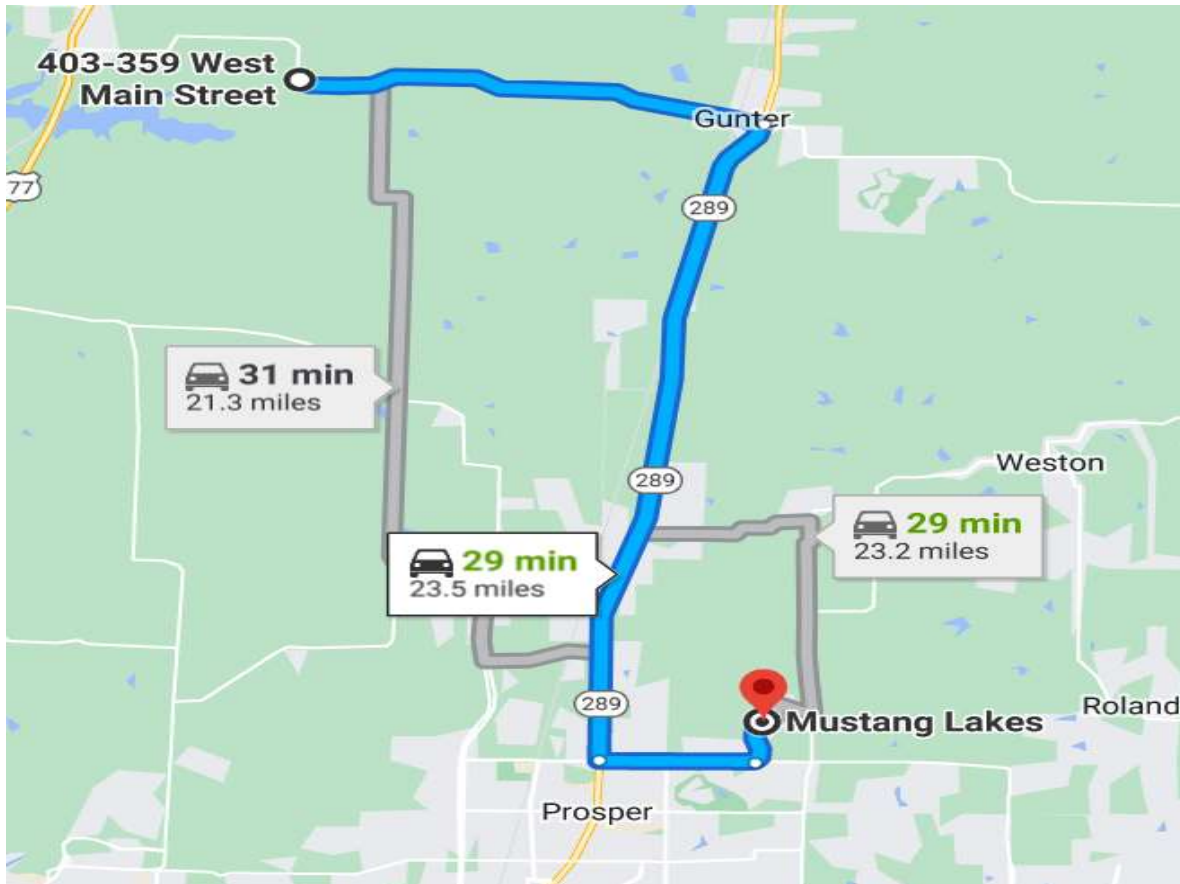 403-359 West
Main Street
Gunter
77
289
31 min
21.3 miles
Weston
289
29 min
23.2 miles
29 min
23.5 miles
289
Mustang Lakes
Roland
Prosper